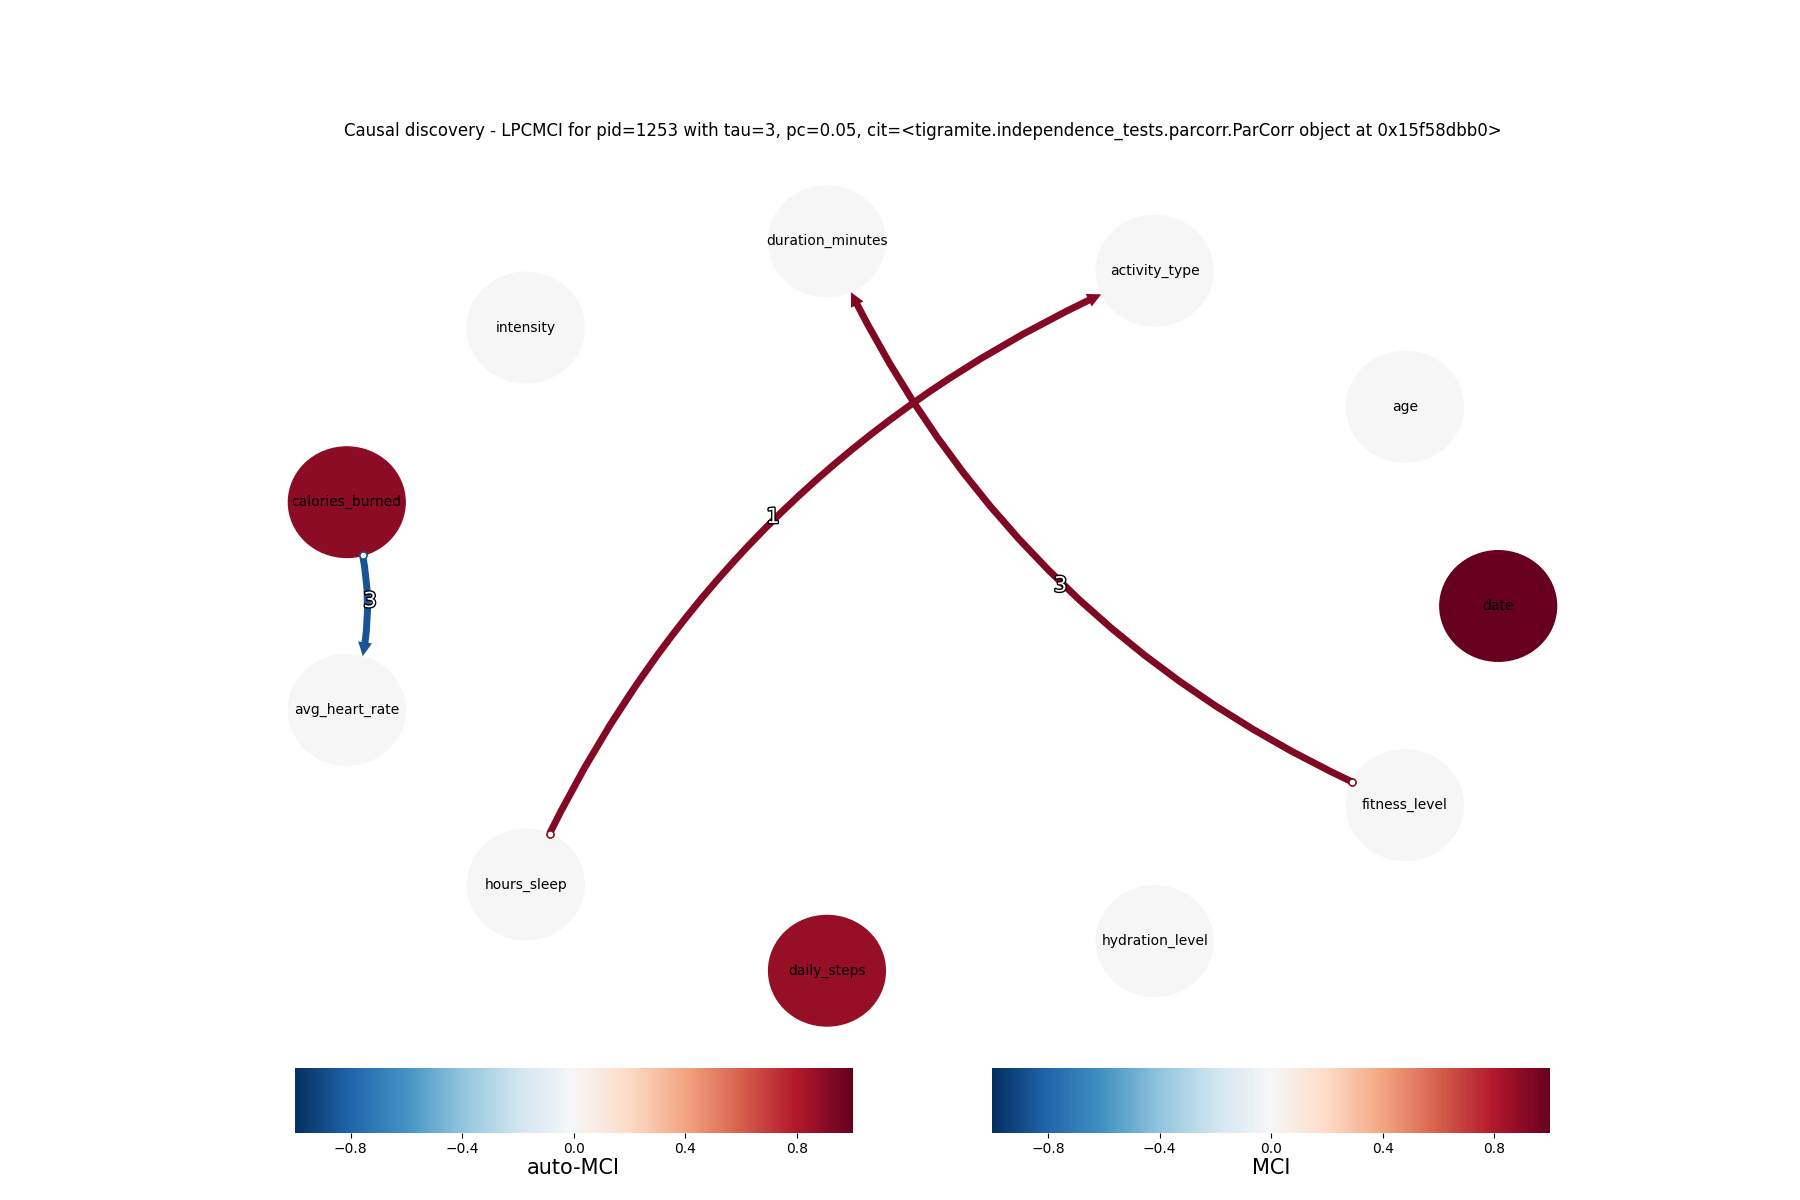 Causal discovery - LPCMCI for pid=1253 with tau=3, pc=0.05, cit=<tigramite.independence_tests.parcorr.ParCorr object at 0x15f58dbb0>
duration_minutes
activity_type
intensity
age
calories_burned
1
3
3
date
avg_heart_rate
fitness_level
hours_sleep
hydration_level
daily_steps
−0.8 −0.4 0.0 0.4 0.8
auto-MCI
−0.8 −0.4 0.0 0.4 0.8
MCI